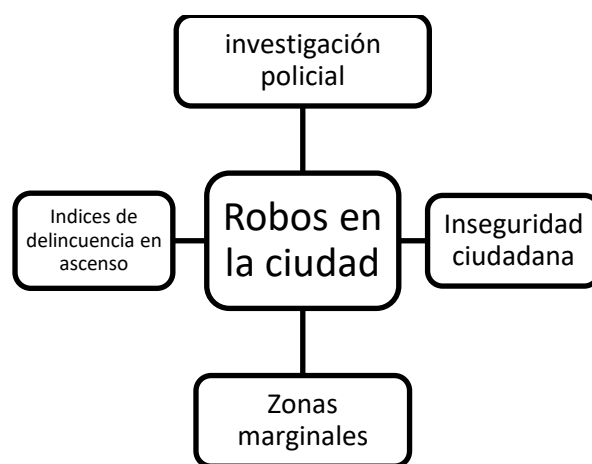 investigación
policial
Indices de
delincuencia en
ascenso
Robos en
la ciudad
Inseguridad
ciudadana
Zonas
marginales